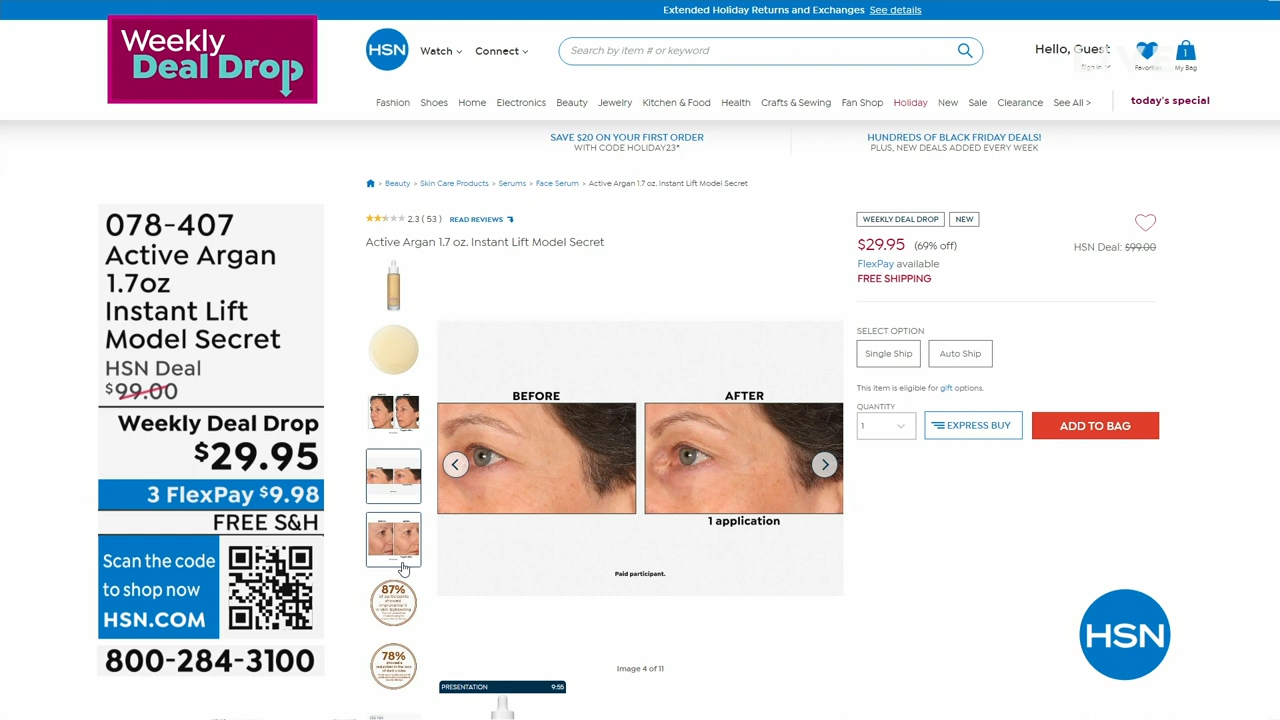 Extended Holiday Returns and Exchanges See details
Weekly
Deal Drop
HSN
Watch
Connect
Search by item # or keyword
Hello, Guest
Sign In
Favorites
1
My Bag
Fashion Shoes Home Electronics Beauty Jewelry Kitchen & Food Health Crafts & Sewing Fan Shop Holiday New Sale Clearance See All >
today's special
SAVE $20 ON YOUR FIRST ORDER
WITH CODE HOLIDAY23*
HUNDREDS OF BLACK FRIDAY DEALS!
PLUS, NEW DEALS ADDED EVERY WEEK
> Beauty > Skin Care Products > Serums > Face Serum > Active Argan 1.7 oz. Instant Lift Model Secret
078-407
Active Argan
1.7oz
Instant Lift
Model Secret
HSN Deal
$99.00
Weekly Deal Drop
$29.95
3 FlexPay $9.98
FREE S&H
Scan the code
to shop now
HSN.COM
800-284-3100
2.3 ( 53 ) READ REVIEWS
Active Argan 1.7 oz. Instant Lift Model Secret
87%
78%
BEFORE
AFTER
1 application
Paid participant.
Image 4 of 11
PRESENTATION 9:55
WEEKLY DEAL DROP
NEW
$29.95 (69% off)
HSN Deal: $99.00
FlexPay available
FREE SHIPPING
SELECT OPTION
Single Ship
Auto Ship
This item is eligible for gift options.
QUANTITY
1
EXPRESS BUY
ADD TO BAG
HSN